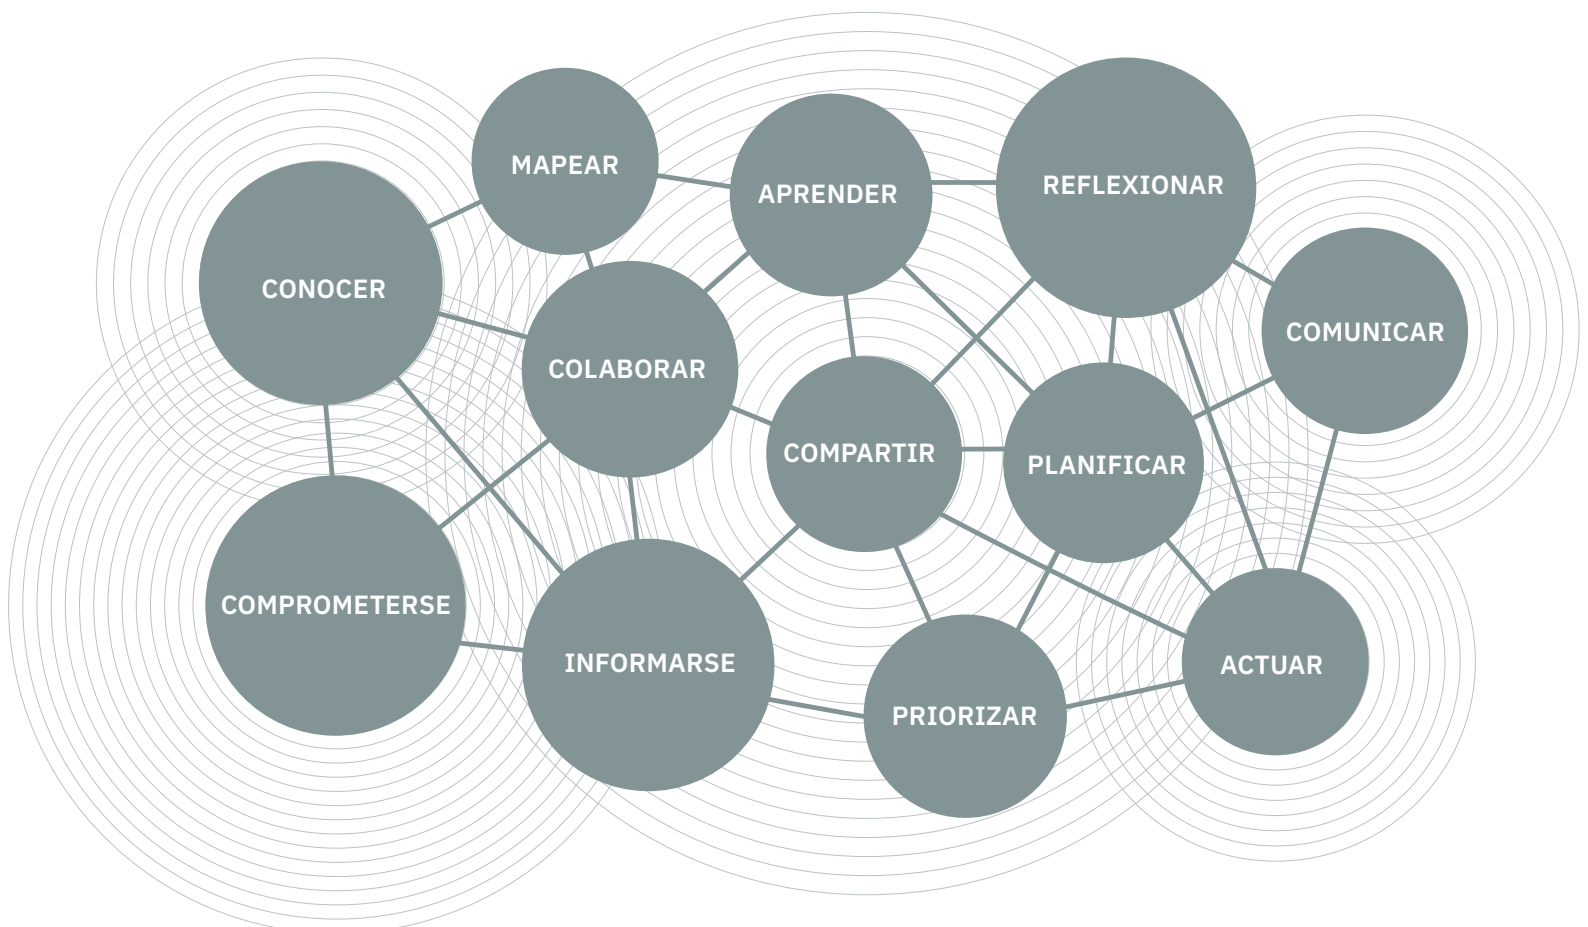 MAPEAR
APRENDER
REFLEXIONAR
CONOCER
COMUNICAR
COLABORAR
COMPARTIR
PLANIFICAR
COMPROMETERSE
INFORMARSE
ACTUAR
PRIORIZAR